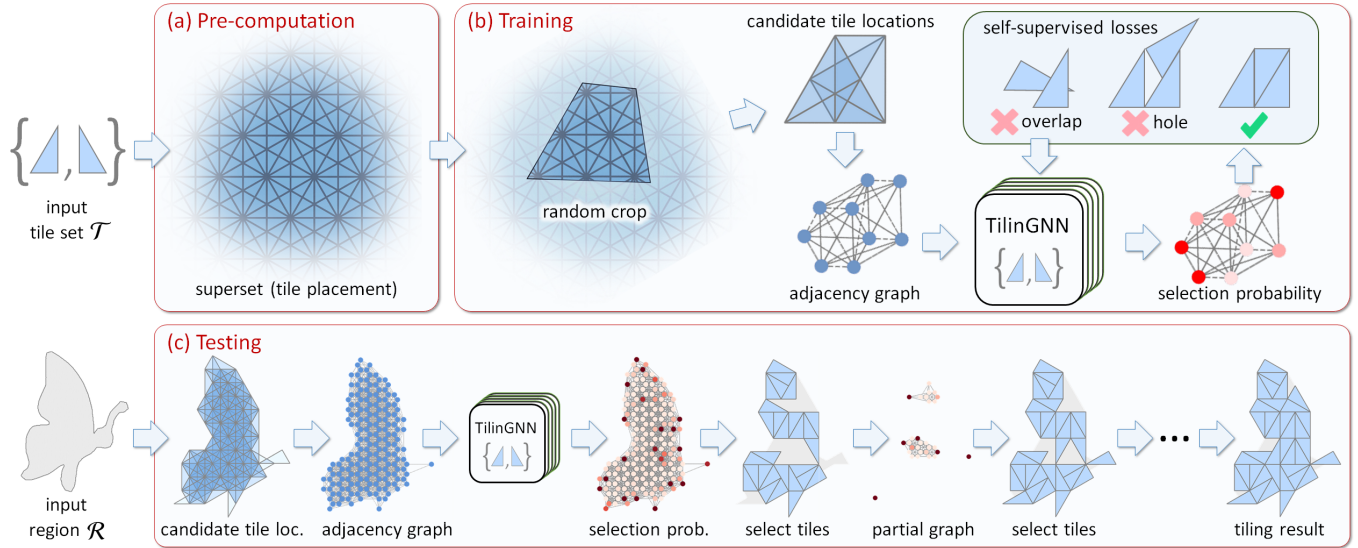 (a) Pre-computation
(b) Training
candidate tile locations
self-supervised losses
overlap
hole
{ , }
input
tile set 𝒯
random crop
TilinGNN
{ , }
superset (tile placement)
adjacency graph
selection probability
(c) Testing
TilinGNN
{ , }
...
input
region ℛ
candidate tile loc.
adjacency graph
selection prob.
select tiles
partial graph
select tiles
tiling result